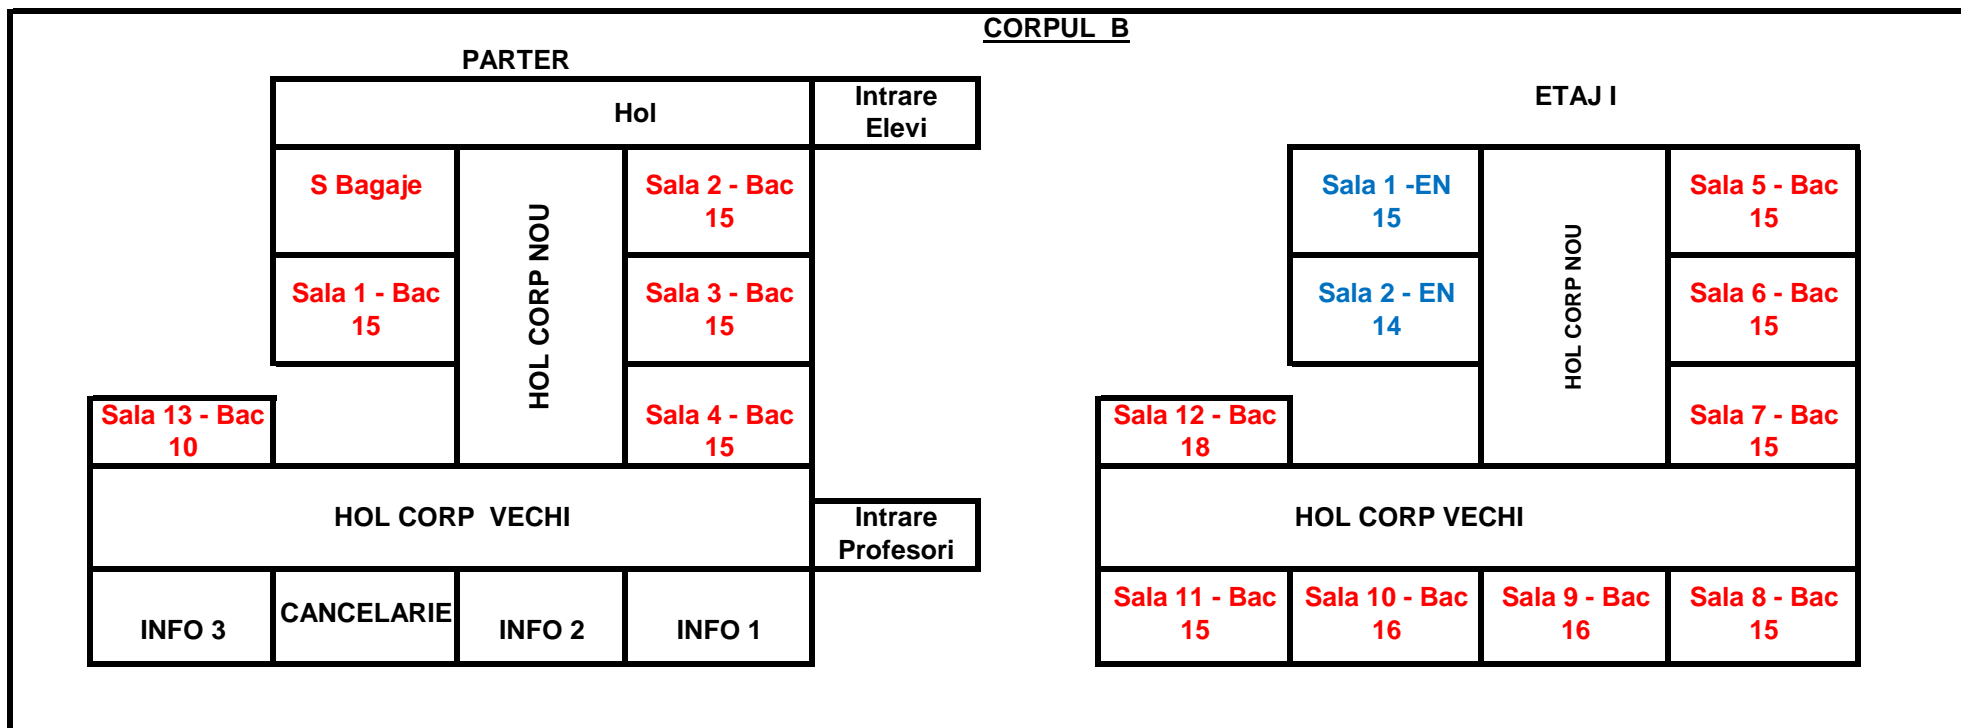 CORPUL  B
PARTER
Hol
Intrare
Elevi
S Bagaje
HOL CORP NOU
Sala 2 - Bac
15
Sala 1 - Bac
15
Sala 3 - Bac
15
Sala 13 - Bac
10
Sala 4 - Bac
15
HOL CORP  VECHI
Intrare
Profesori
INFO 3
CANCELARIE
INFO 2
INFO 1
ETAJ I
Sala 1 -EN
15
HOL CORP NOU
Sala 5 - Bac
15
Sala 2 - EN
14
Sala 6 - Bac
15
Sala 12 - Bac
18
Sala 7 - Bac
15
HOL CORP VECHI
Sala 11 - Bac
15
Sala 10 - Bac
16
Sala 9 - Bac
16
Sala 8 - Bac
15